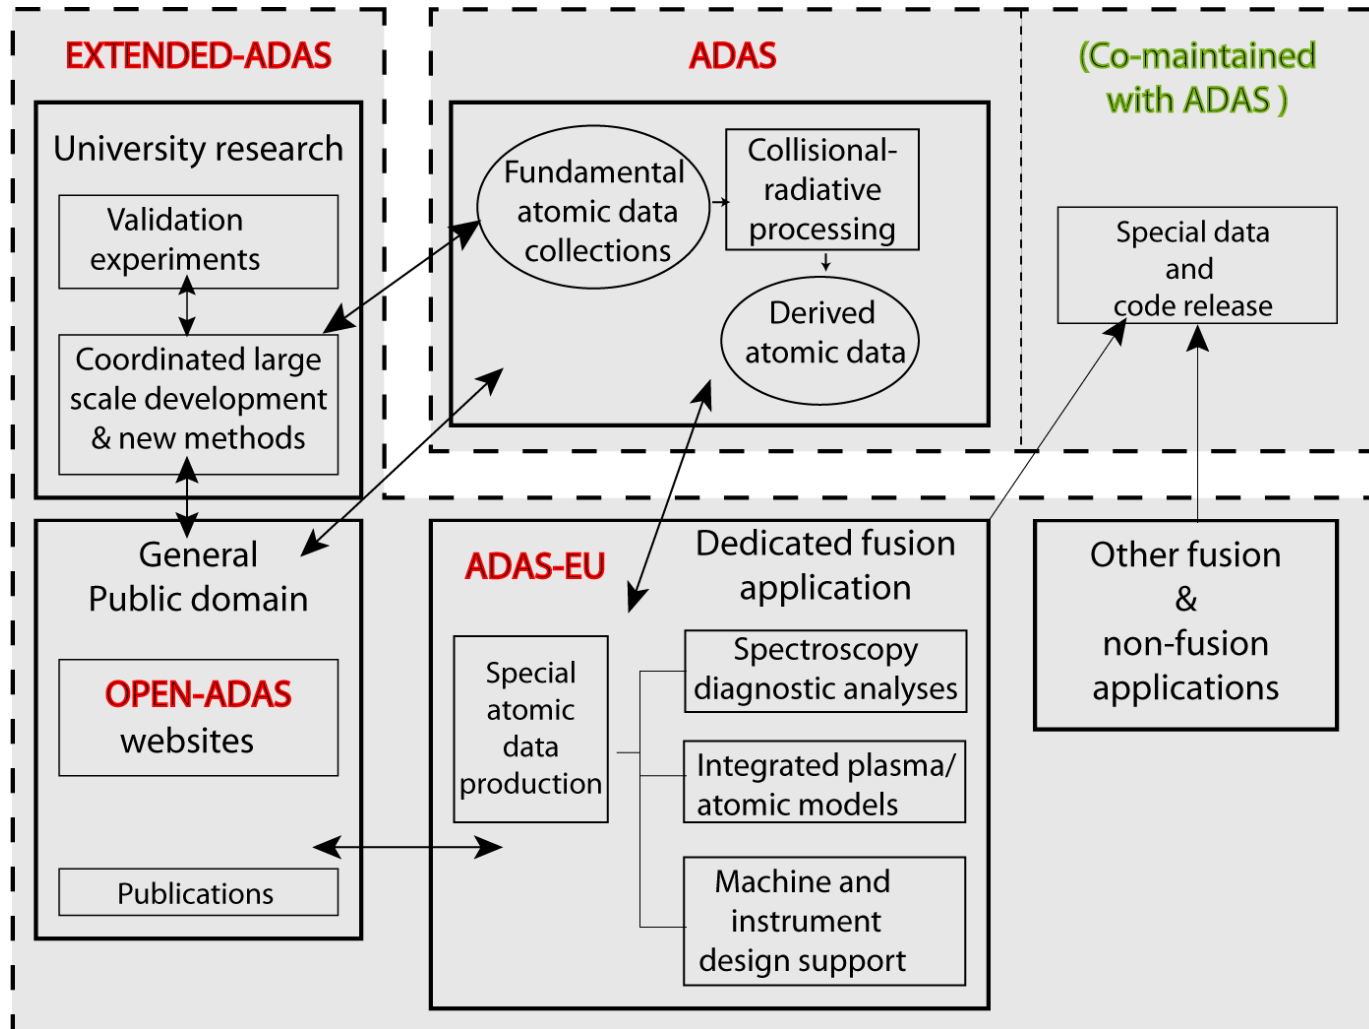 EXTENDED-ADAS
University research
Validation
experiments
Coordinated large
scale development
& new methods
General
Public domain
OPEN-ADAS
websites
Publications
ADAS
Fundamental
atomic data
collections
Collisional-
radiative
processing
Derived
atomic data
(Co-maintained
with ADAS )
Special data
and
code release
ADAS-EU
Dedicated fusion
application
Special
atomic
data
production
Spectroscopy
diagnostic analyses
Integrated plasma/
atomic models
Machine and
instrument
design support
Other fusion
&
non-fusion
applications